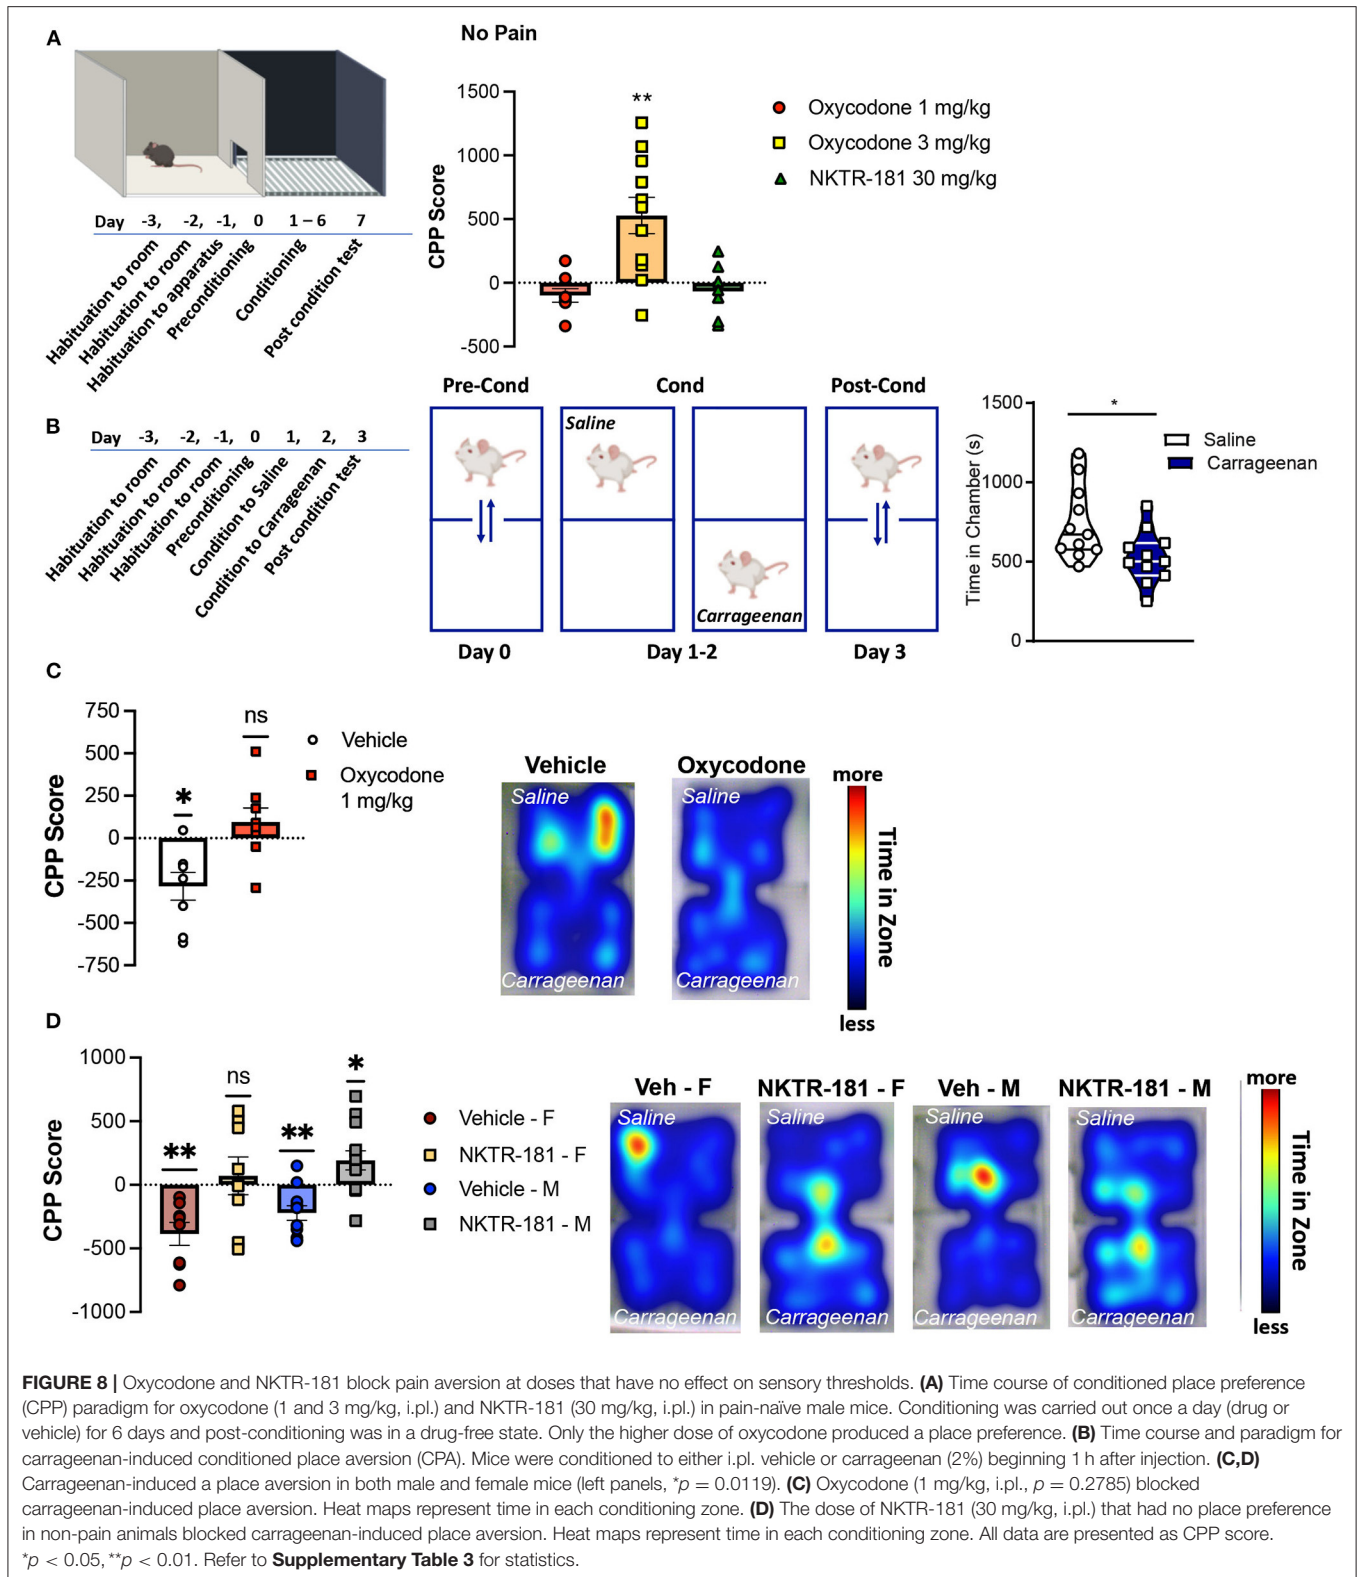 A
No Pain
1500
1000
500
0
-500
CPP Score
**
Oxycodone 1 mg/kg
Oxycodone 3 mg/kg
NKTR-181 30 mg/kg
Day -3, -2, -1, 0 1 – 6 7
Habituation to room
Habituation to room
Habituation to apparatus
Preconditioning
Conditioning
Post condition test
B
Day -3, -2, -1, 0 1, 2, 3
Habituation to room
Habituation to room
Habituation to room
Preconditioning
Condition to Saline
Condition to Carrageenan
Post condition test
Pre-Cond Cond Post-Cond
Saline
Carrageenan
Day 0 Day 1-2 Day 3
1500
1000
500
0
Time in Chamber (s)
*
Saline
Carrageenan
C
750
500
250
0
-250
-500
-750
CPP Score
*
ns
Vehicle
Oxycodone
1 mg/kg
Vehicle Oxycodone
Saline Saline
Carrageenan Carrageenan
more
Time in Zone
less
D
1000
500
0
-500
-1000
CPP Score
**
ns
**
*
Vehicle - F
NKTR-181 - F
Vehicle - M
NKTR-181 - M
Veh - F NKTR-181 - F Veh - M NKTR-181 - M
Saline Saline Saline Saline
Carrageenan Carrageenan Carrageenan Carrageenan
more
Time in Zone
less
FIGURE 8 | Oxycodone and NKTR-181 block pain aversion at doses that have no effect on sensory thresholds. (A) Time course of conditioned place preference
(CPP) paradigm for oxycodone (1 and 3 mg/kg, i.pl.) and NKTR-181 (30 mg/kg, i.pl.) in pain-naïve male mice. Conditioning was carried out once a day (drug or
vehicle) for 6 days and post-conditioning was in a drug-free state. Only the higher dose of oxycodone produced a place preference. (B) Time course and paradigm for
carrageenan-induced conditioned place aversion (CPA). Mice were conditioned to either i.pl. vehicle or carrageenan (2%) beginning 1 h after injection. (C,D)
Carrageenan-induced a place aversion in both male and female mice (left panels, *p = 0.0119). (C) Oxycodone (1 mg/kg, i.pl., p = 0.2785) blocked
carrageenan-induced place aversion. Heat maps represent time in each conditioning zone. (D) The dose of NKTR-181 (30 mg/kg, i.pl.) that had no place preference
in non-pain animals blocked carrageenan-induced place aversion. Heat maps represent time in each conditioning zone. All data are presented as CPP score.
*p < 0.05, **p < 0.01. Refer to Supplementary Table 3 for statistics.